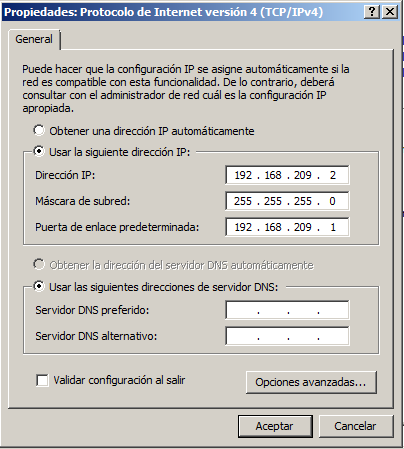 Propiedades: Protocolo de Internet versión 4 (TCP/IPv4)
General
Puede hacer que la configuración IP se asigne automáticamente si la
red es compatible con esta funcionalidad. De lo contrario, deberá
consultar con el administrador de red cuál es la configuración IP
apropiada.
Obtener una dirección IP automáticamente
Usar la siguiente dirección IP:
Dirección IP: 192 . 168 . 209 . 2
Máscara de subred: 255 . 255 . 255 . 0
Puerta de enlace predeterminada: 192 . 168 . 209 . 1
Obtener la dirección del servidor DNS automáticamente
Usar las siguientes direcciones de servidor DNS:
Servidor DNS preferido: . . .
Servidor DNS alternativo: . . .
Validar configuración al salir
Opciones avanzadas...
Aceptar Cancelar